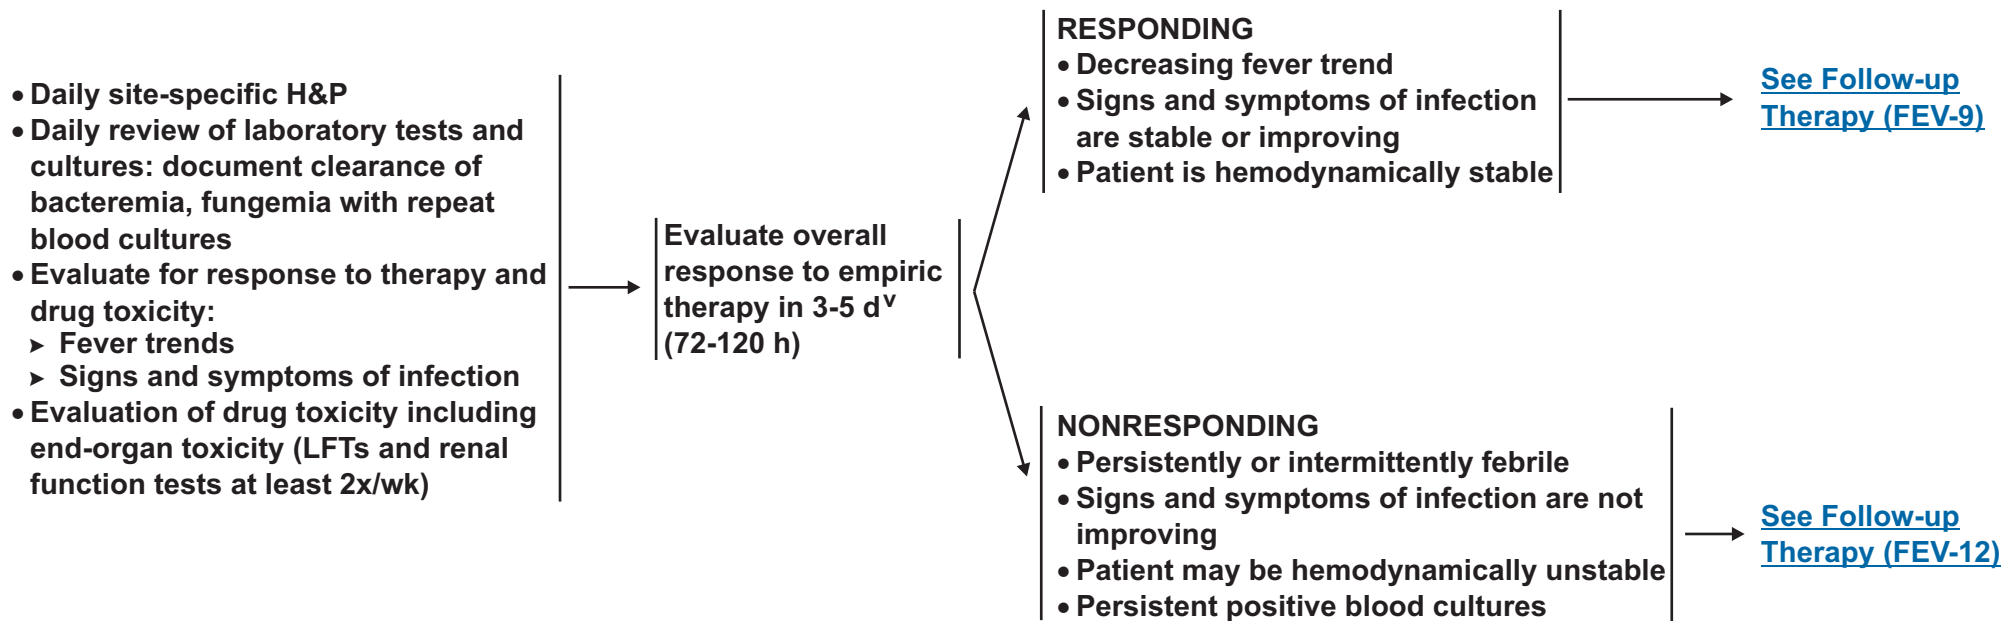 • Daily site-specific H&P
• Daily review of laboratory tests and
cultures: document clearance of
bacteremia, fungemia with repeat
blood cultures
• Evaluate for response to therapy and
drug toxicity:
➤ Fever trends
➤ Signs and symptoms of infection
• Evaluation of drug toxicity including
end-organ toxicity (LFTs and renal
function tests at least 2x/wk)
Evaluate overall
response to empiric
therapy in 3-5 d^v
(72-120 h)
RESPONDING
• Decreasing fever trend
• Signs and symptoms of infection
are stable or improving
• Patient is hemodynamically stable
See Follow-up
Therapy (FEV-9)
NONRESPONDING
• Persistently or intermittently febrile
• Signs and symptoms of infection are not
improving
• Patient may be hemodynamically unstable
• Persistent positive blood cultures
See Follow-up
Therapy (FEV-12)